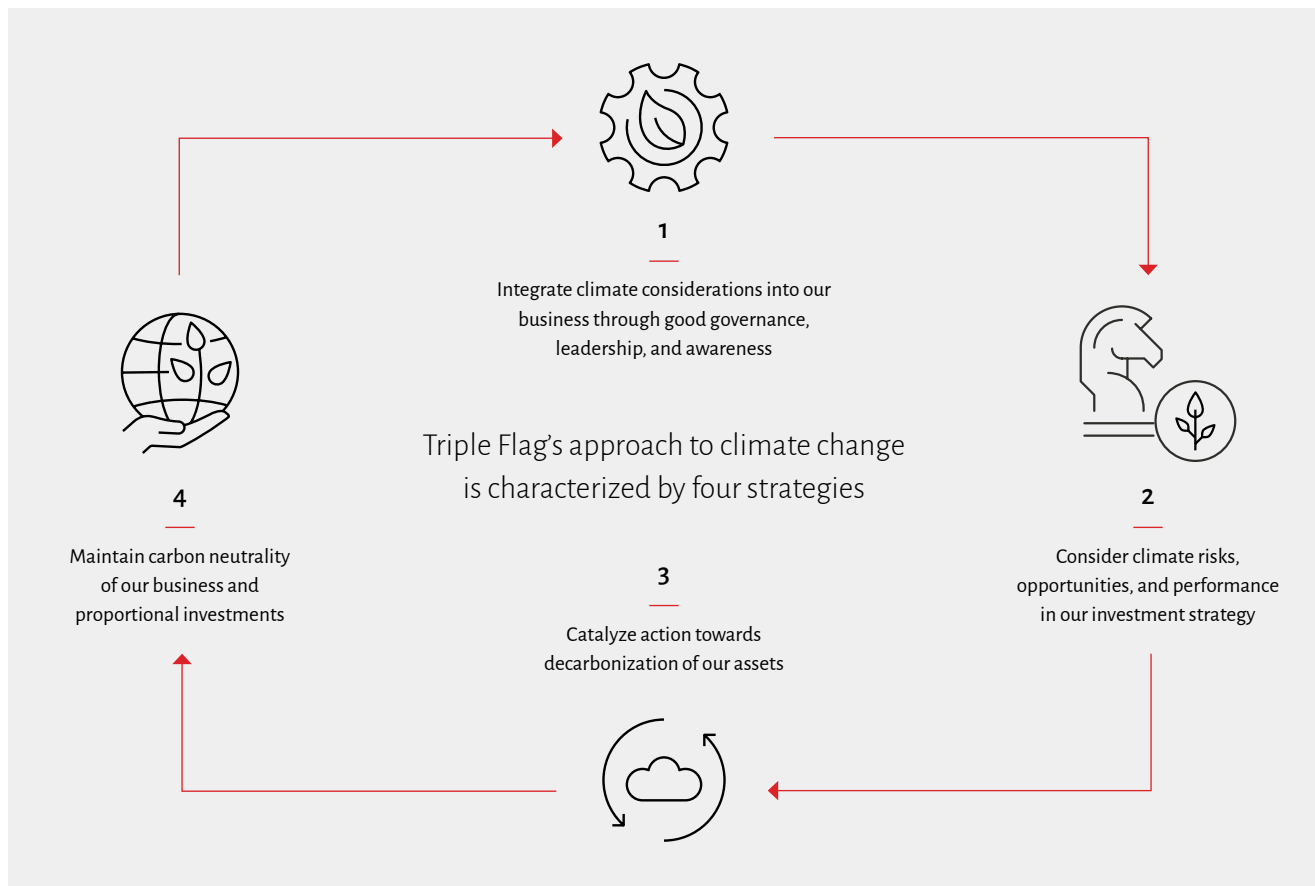 1
Integrate climate considerations into our
business through good governance,
leadership, and awareness
Triple Flag’s approach to climate change
is characterized by four strategies
2
Consider climate risks,
opportunities, and performance
in our investment strategy
3
Catalyze action towards
decarbonization of our assets
4
Maintain carbon neutrality
of our business and
proportional investments